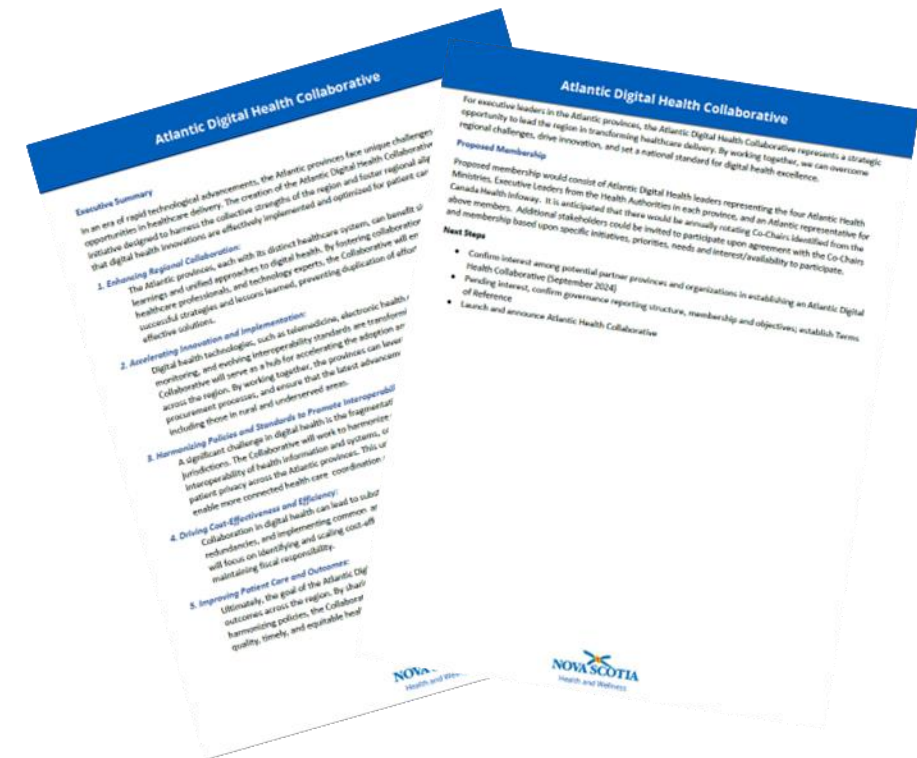 Atlantic Digital Health Collaborative
Executive Summary
In an era of rapid technological advancements, the Atlantic provinces face unique challenges
opportunities in healthcare delivery. The creation of the Atlantic Digital Health Collaborative
initiative designed to harness the collective strengths of the region and foster regional
that digital health innovations are effectively implemented and optimized for patient
1. Enhancing Regional Collaboration:
The Atlantic provinces, each with its distinct healthcare system, can benefit
learnings and unified approaches to digital health. By fostering collaboration
healthcare professionals, and technology experts, the Collaborative will
successful strategies and lessons learned, preventing duplication of
effective solutions.
2. Accelerating Innovation and Implementation:
Digital health technologies, such as telemedicine, electronic health
monitoring, and evolving interoperability standards are
Collaborative will serve as a hub for accelerating the adoption
across the region. By working together, the provinces can
procurement processes, and ensure that the latest
including those in rural and underserved areas.
3. Harmonizing Policies and Standards to Promote
A significant challenge in digital health is the
jurisdictions. The Collaborative will work to harmonize
interoperability of health information and systems,
patient privacy across the Atlantic provinces. This
enable more connected health care coordination
4. Driving Cost-Effectiveness and Efficiency:
Collaboration in digital health can lead to
redundancies, and implementing common
will focus on identifying and scaling
maintaining fiscal responsibility.
5. Improving Patient Care and Outcomes:
Ultimately, the goal of the Atlantic
outcomes across the region. By
harmonizing policies, the
quality, timely, and equitable
Health and
Atlantic Digital Health Collaborative
For executive leaders in the Atlantic provinces, the Atlantic Digital Health Collaborative represents a strategic
opportunity to lead the region in transforming healthcare delivery. By working together, we can overcome
regional challenges, drive innovation, and set a national standard for digital health excellence.
Proposed Membership
Proposed membership would consist of Atlantic Digital Health leaders representing the four Atlantic Health
Ministries, Executive Leaders from the Health Authorities in each province, and an Atlantic representative for
Canada Health Infoway. It is anticipated that there would be annually rotating Co-Chairs identified from the
above members. Additional stakeholders could be invited to participate upon agreement with the Co-Chairs
and membership based upon specific initiatives, priorities, needs and interest/availability to participate.
Next Steps
• Confirm interest among potential partner provinces and organizations in establishing an Atlantic Digital
Health Collaborative (September 2024)
• Pending interest, confirm governance reporting structure, membership and objectives; establish Terms
of Reference
• Launch and announce Atlantic Health Collaborative
NOVA SCOTIA
Health and Wellness